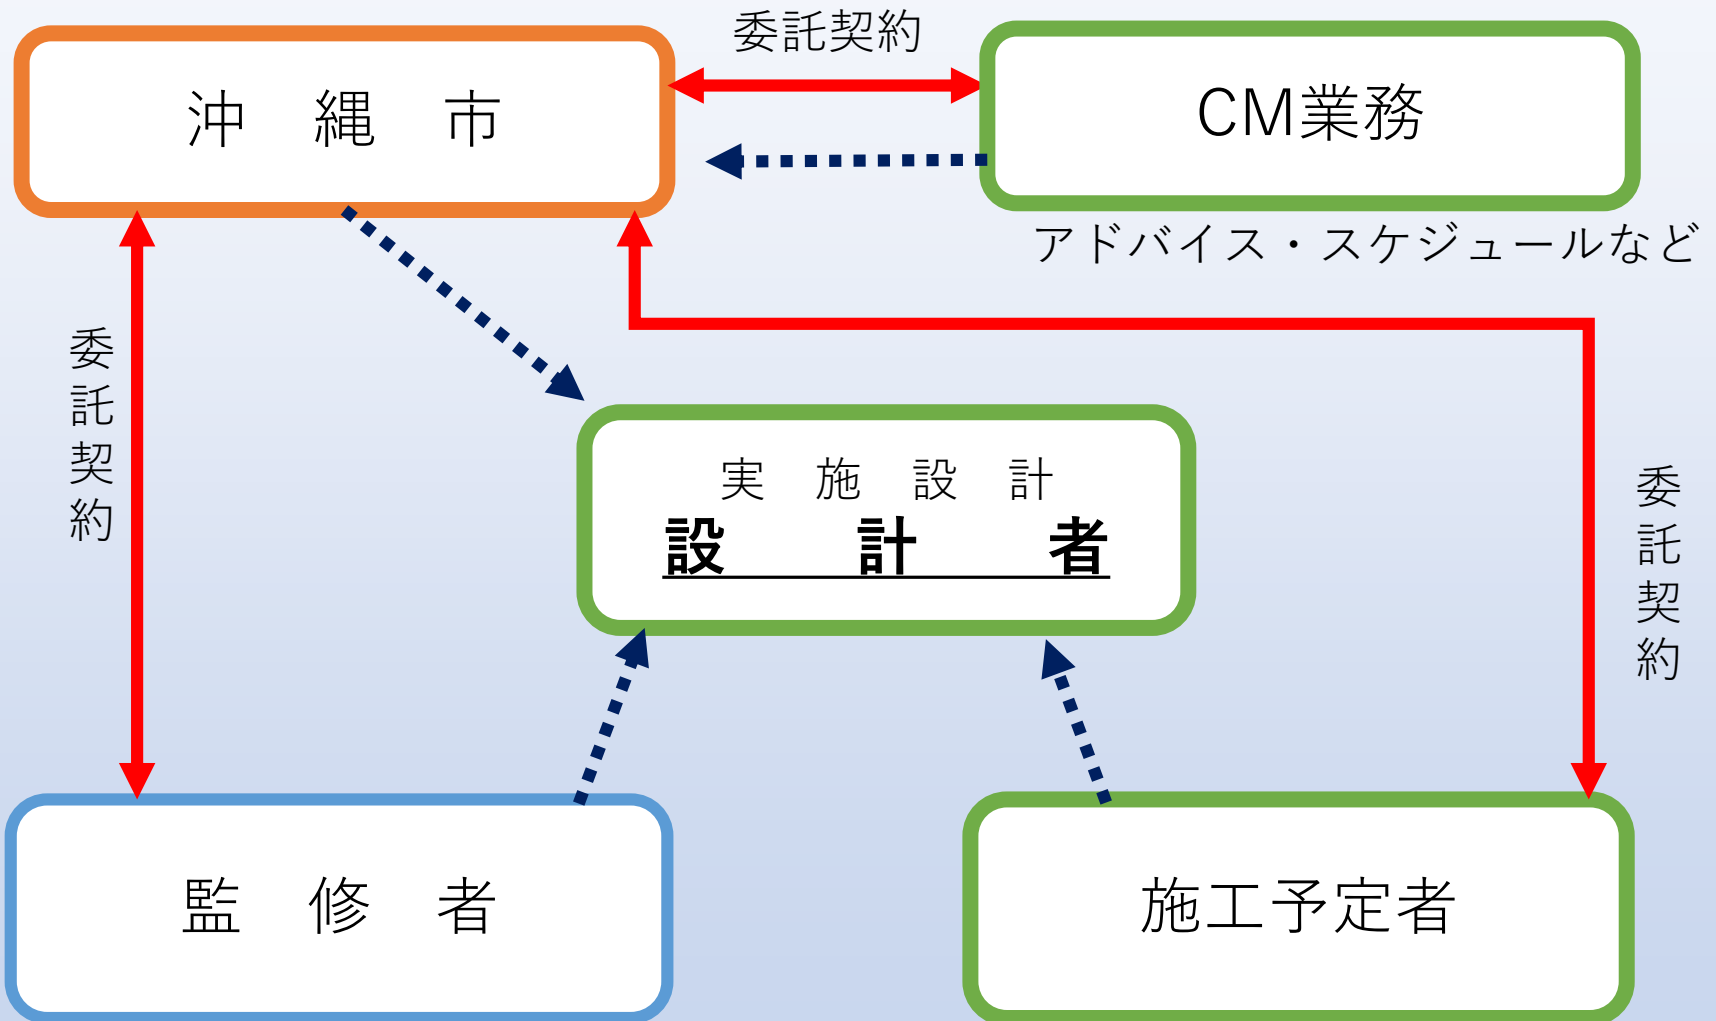 委託契約
沖　縄　市
CM業務
アドバイス・スケジュールなど
委託契約
実　施　設　計
設　　計　　者
委託契約
監　修　者
施工予定者